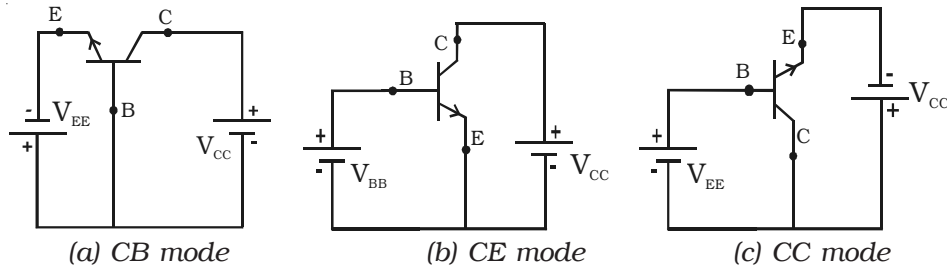 E
C
-
V_EE
B
+
+
V_CC
-
(a) CB mode
C
B
E
+
-
V_BB
+
-
V_CC
(b) CE mode
E
B
-
+
V_CC
C
+
-
V_EE
(c) CC mode